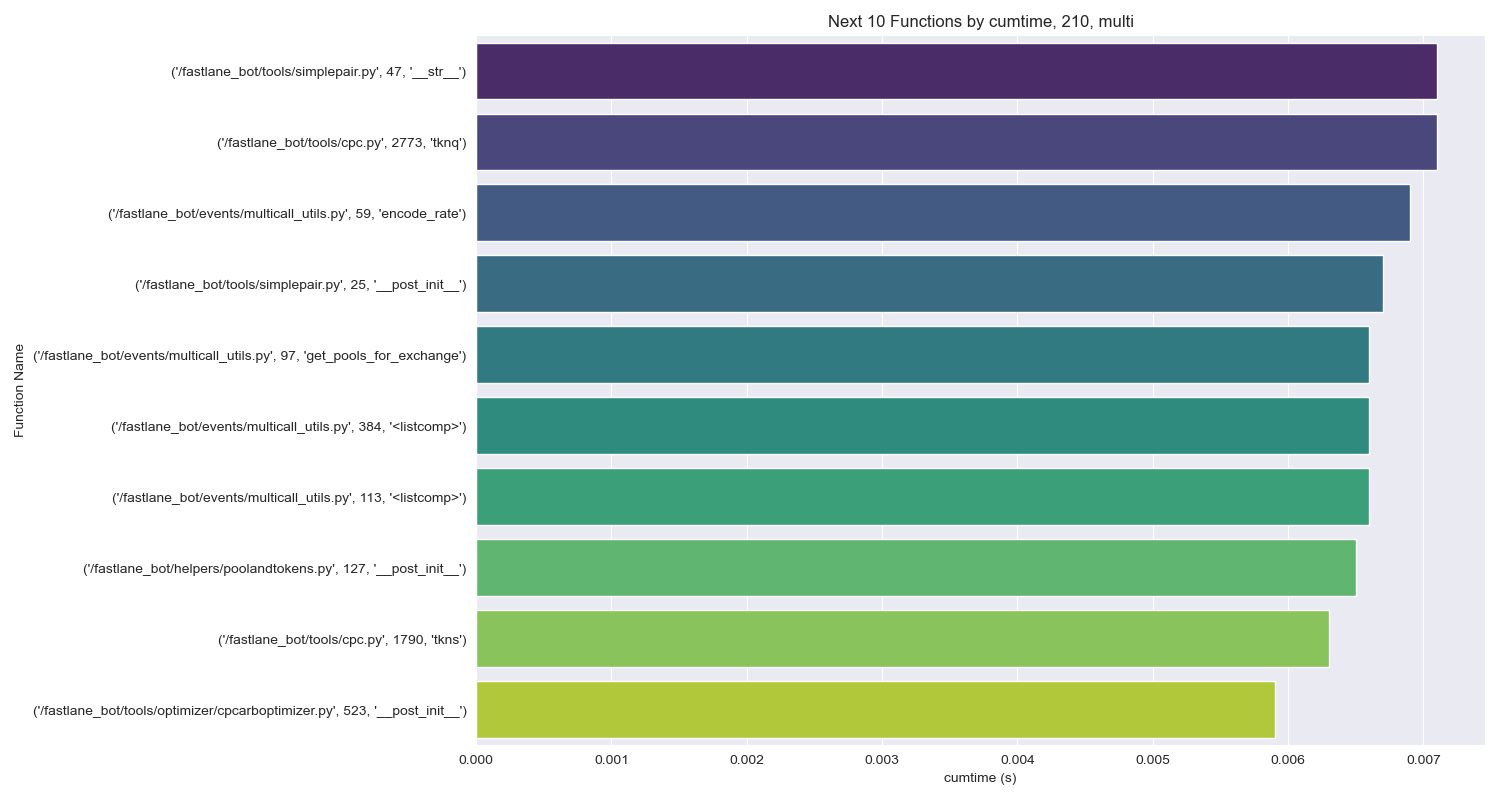 Next 10 Functions by cumtime, 210, multi
('/fastlane_bot/tools/simplepair.py', 47, '__str__')
('/fastlane_bot/tools/cpc.py', 2773, 'tknq')
('/fastlane_bot/events/multicall_utils.py', 59, 'encode_rate')
('/fastlane_bot/tools/simplepair.py', 25, '__post_init__')
('/fastlane_bot/events/multicall_utils.py', 97, 'get_pools_for_exchange')
('/fastlane_bot/events/multicall_utils.py', 384, '<listcomp>')
('/fastlane_bot/events/multicall_utils.py', 113, '<listcomp>')
('/fastlane_bot/helpers/poolandtokens.py', 127, '__post_init__')
('/fastlane_bot/tools/cpc.py', 1790, 'tkns')
('/fastlane_bot/tools/optimizer/cpcarboptimizer.py', 523, '__post_init__')
Function Name
0.000 0.001 0.002 0.003 0.004 0.005 0.006 0.007
cumtime (s)